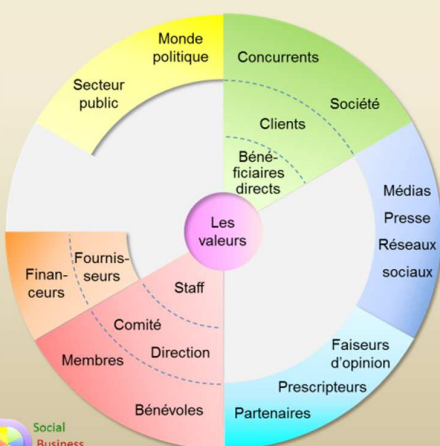 Monde
politique
Secteur
public
Concurrents
Société
Clients
Béné-
ficiaires
directs
Médias
Presse
Réseaux
sociaux
Les
valeurs
Finan-
ceurs
Fournis-
seurs
Staff
Comité
Direction
Membres
Bénévoles
Faiseurs
d'opinion
Prescripteurs
Partenaires
Social
Business